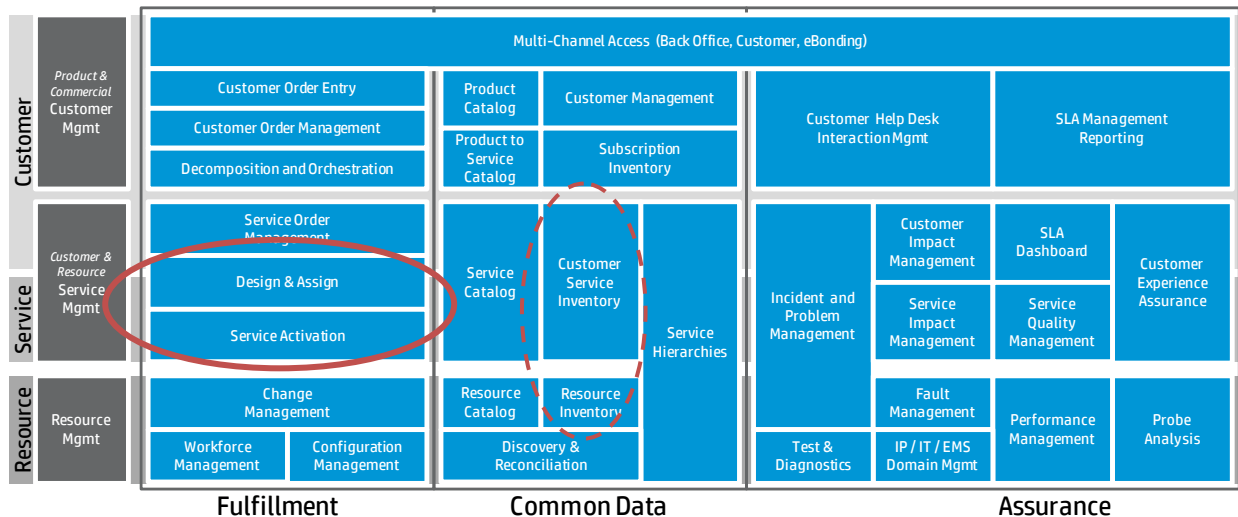 Multi-Channel Access (Back Office, Customer, eBonding)
Customer
Product &
Commercial
Customer
Mgmt
Customer Order Entry
Customer Order Management
Decomposition and Orchestration
Product
Catalog
Customer Management
Product to
Service
Catalog
Subscription
Inventory
Customer Help Desk
Interaction Mgmt
SLA Management
Reporting
Service
Customer &
Resource
Service
Mgmt
Service Order
Management
Design & Assign
Service Activation
Service
Catalog
Customer
Service
Inventory
Service
Hierarchies
Incident and
Problem
Management
Customer
Impact
Management
SLA
Dashboard
Service
Impact
Management
Service
Quality
Management
Customer
Experience
Assurance
Resource
Resource
Mgmt
Change
Management
Workforce
Management
Configuration
Management
Resource
Catalog
Resource
Inventory
Discovery &
Reconciliation
Test &
Diagnostics
Fault
Management
IP / IT / EMS
Domain Mgmt
Performance
Management
Probe
Analysis
Fulfillment
Common Data
Assurance